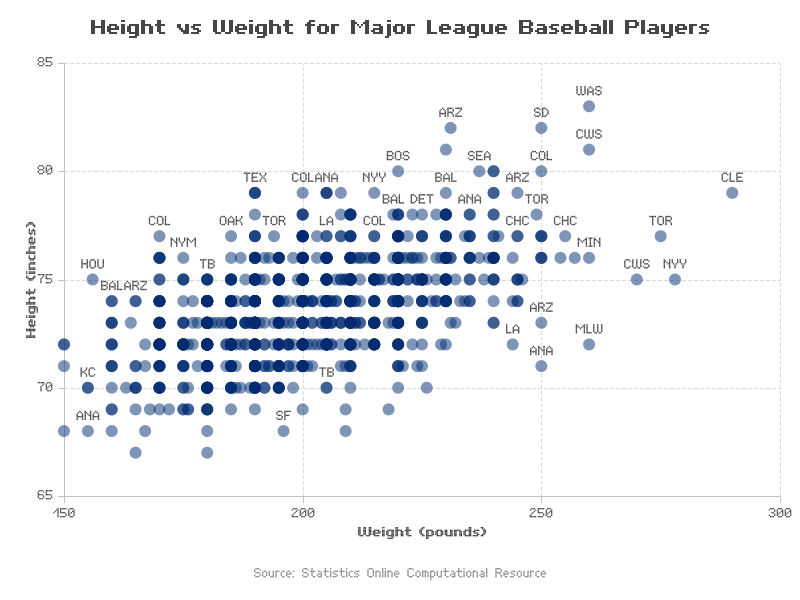 Height vs Weight for Major League Baseball Players
85
WAS
ARZ SD
CWS
BOS SEA COL
80
TEX COL ANA NYY BAL ARZ CLE
BAL DET ANA TOR
COL OAK TOR LA COL CHC CHC TOR
NYM MIN
HOU TB CWS NYY
75
BAL ARZ
ARZ
LA MLW
ANA
KC TB
70
ANA SF
65
150 200 250 300
Height (inches)
Weight (pounds)
Source: Statistics Online Computational Resource